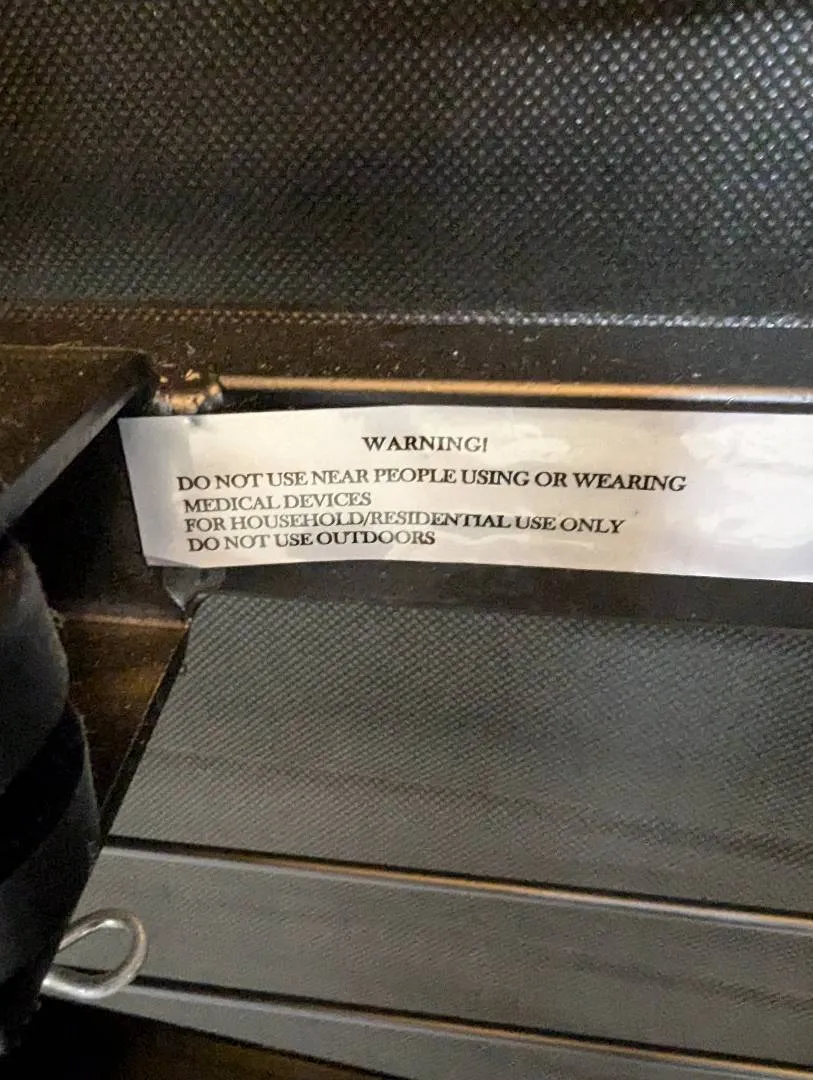 WARNING!
DO NOT USE NEAR PEOPLE USING OR WEARING
MEDICAL DEVICES
FOR HOUSEHOLD/RESIDENTIAL USE ONLY
DO NOT USE OUTDOORS